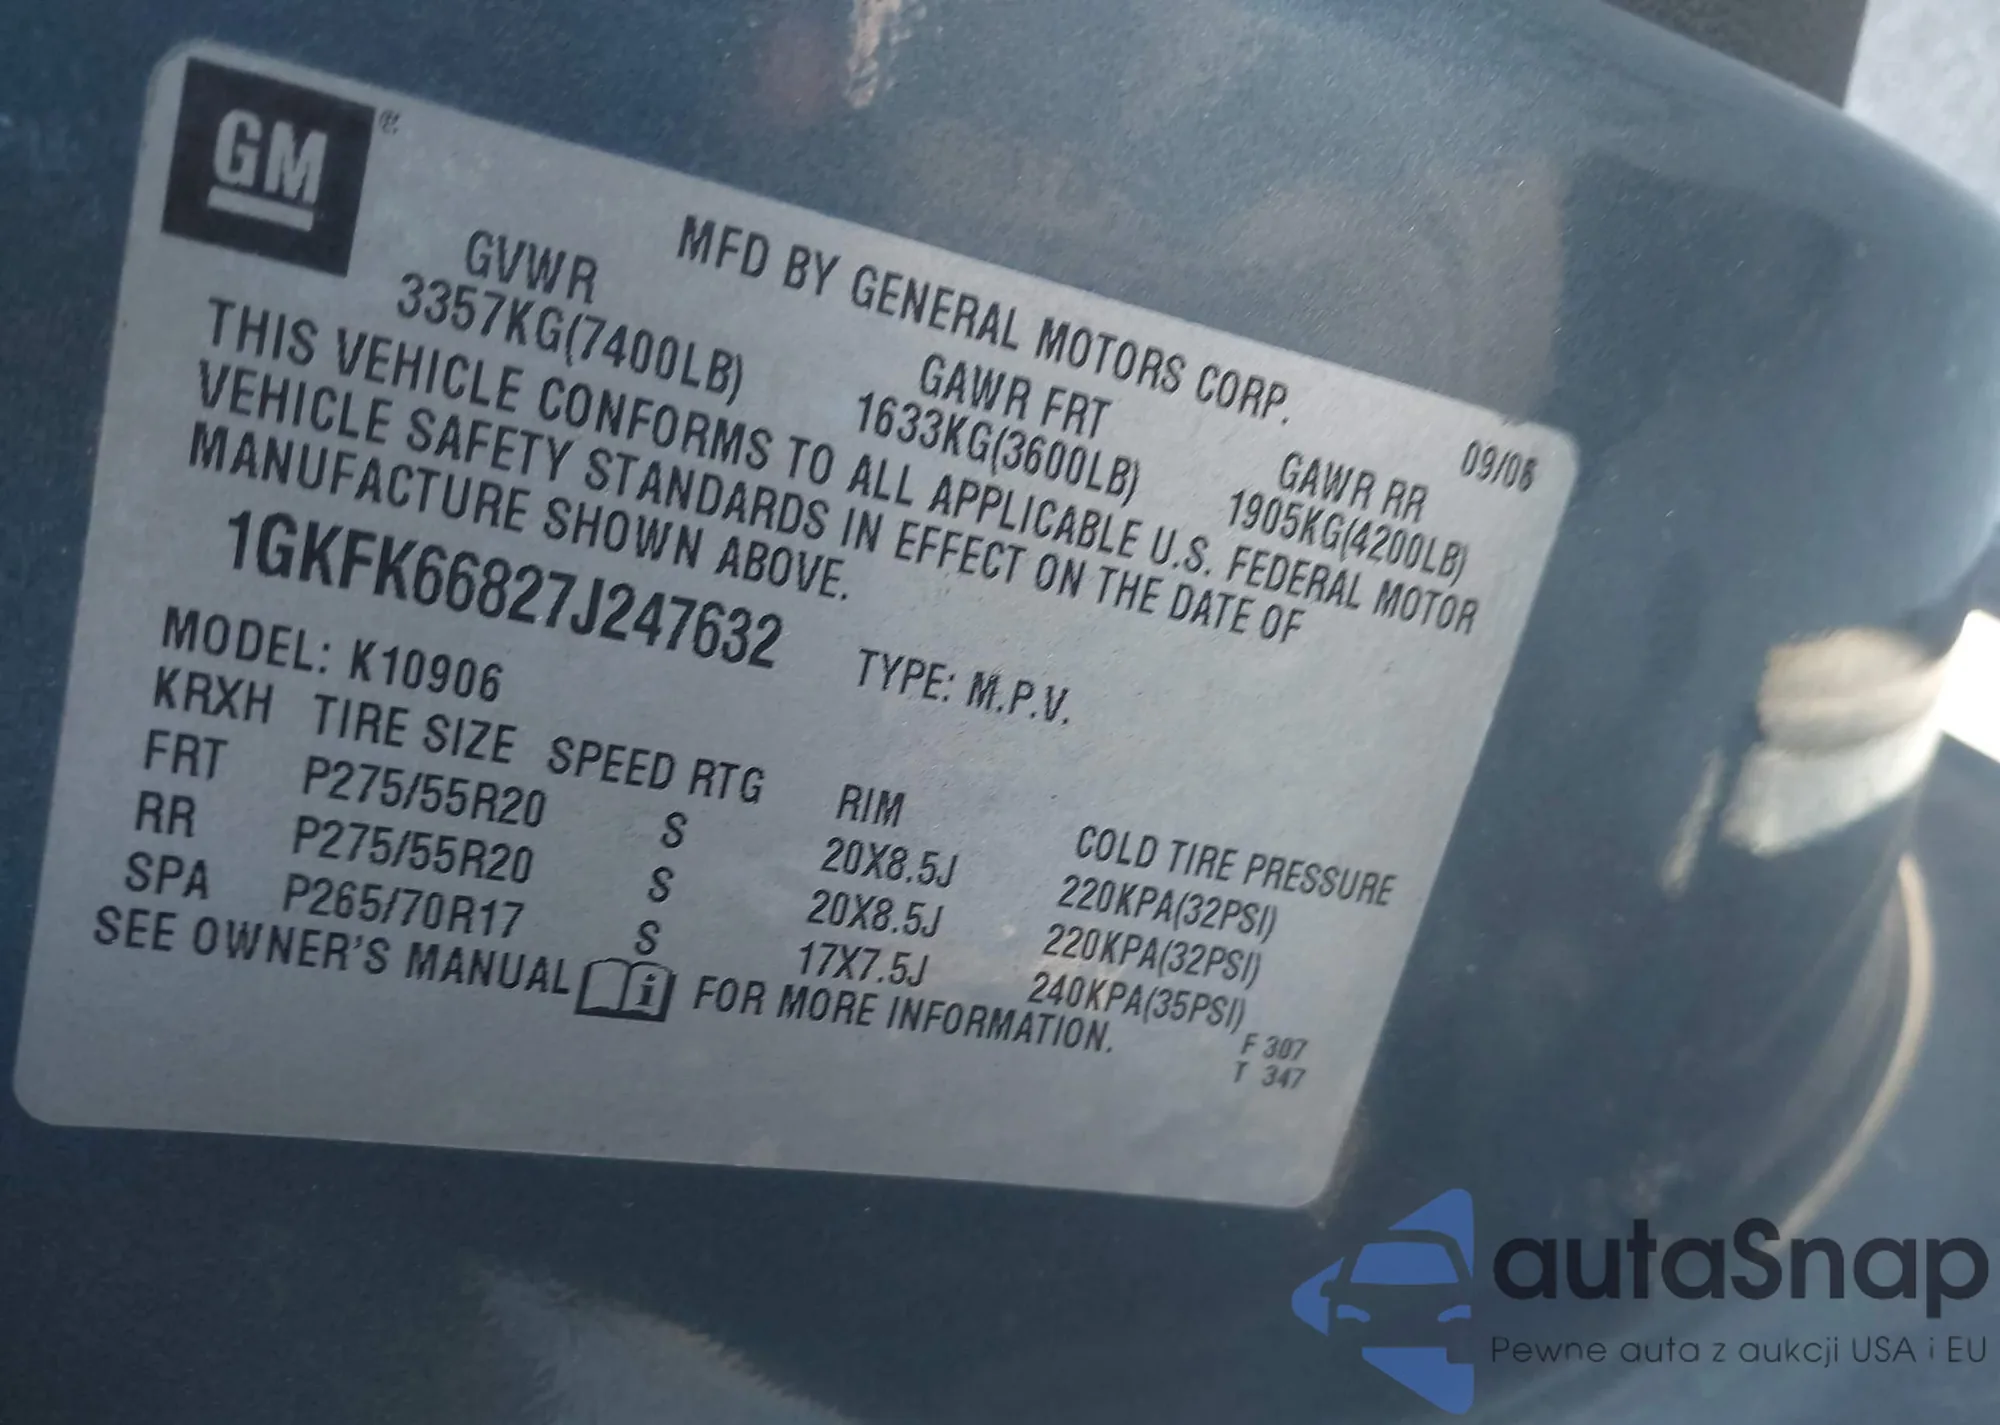 GM
®
MFD BY GENERAL MOTORS CORP. 09/06
GVWR GAWR FRT GAWR RR
3357KG(7400LB) 1633KG(3600LB) 1905KG(4200LB)
THIS VEHICLE CONFORMS TO ALL APPLICABLE U.S. FEDERAL MOTOR
VEHICLE SAFETY STANDARDS IN EFFECT ON THE DATE OF
MANUFACTURE SHOWN ABOVE.
1GKFK66827J247632 TYPE: M.P.V.
MODEL: K10906
KRXH TIRE SIZE SPEED RTG RIM COLD TIRE PRESSURE
FRT P275/55R20 S 20X8.5J 220KPA(32PSI)
RR P275/55R20 S 20X8.5J 220KPA(32PSI)
SPA P265/70R17 S 17X7.5J 240KPA(35PSI)
SEE OWNER'S MANUAL i FOR MORE INFORMATION.
F 307
T 347
autaSnap
Pewne auta z aukcji USA i EU